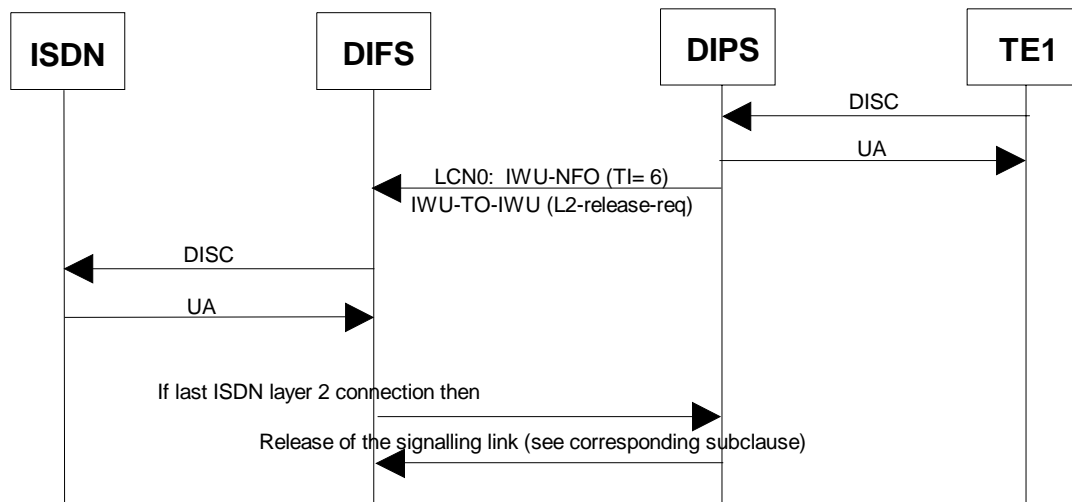 ISDN
DIFS
DIPS
TE1
DISC
UA
LCN0: IWU-NFO (TI= 6)
IWU-TO-IWU (L2-release-req)
DISC
UA
If last ISDN layer 2 connection then
Release of the signalling link (see corresponding subclause)